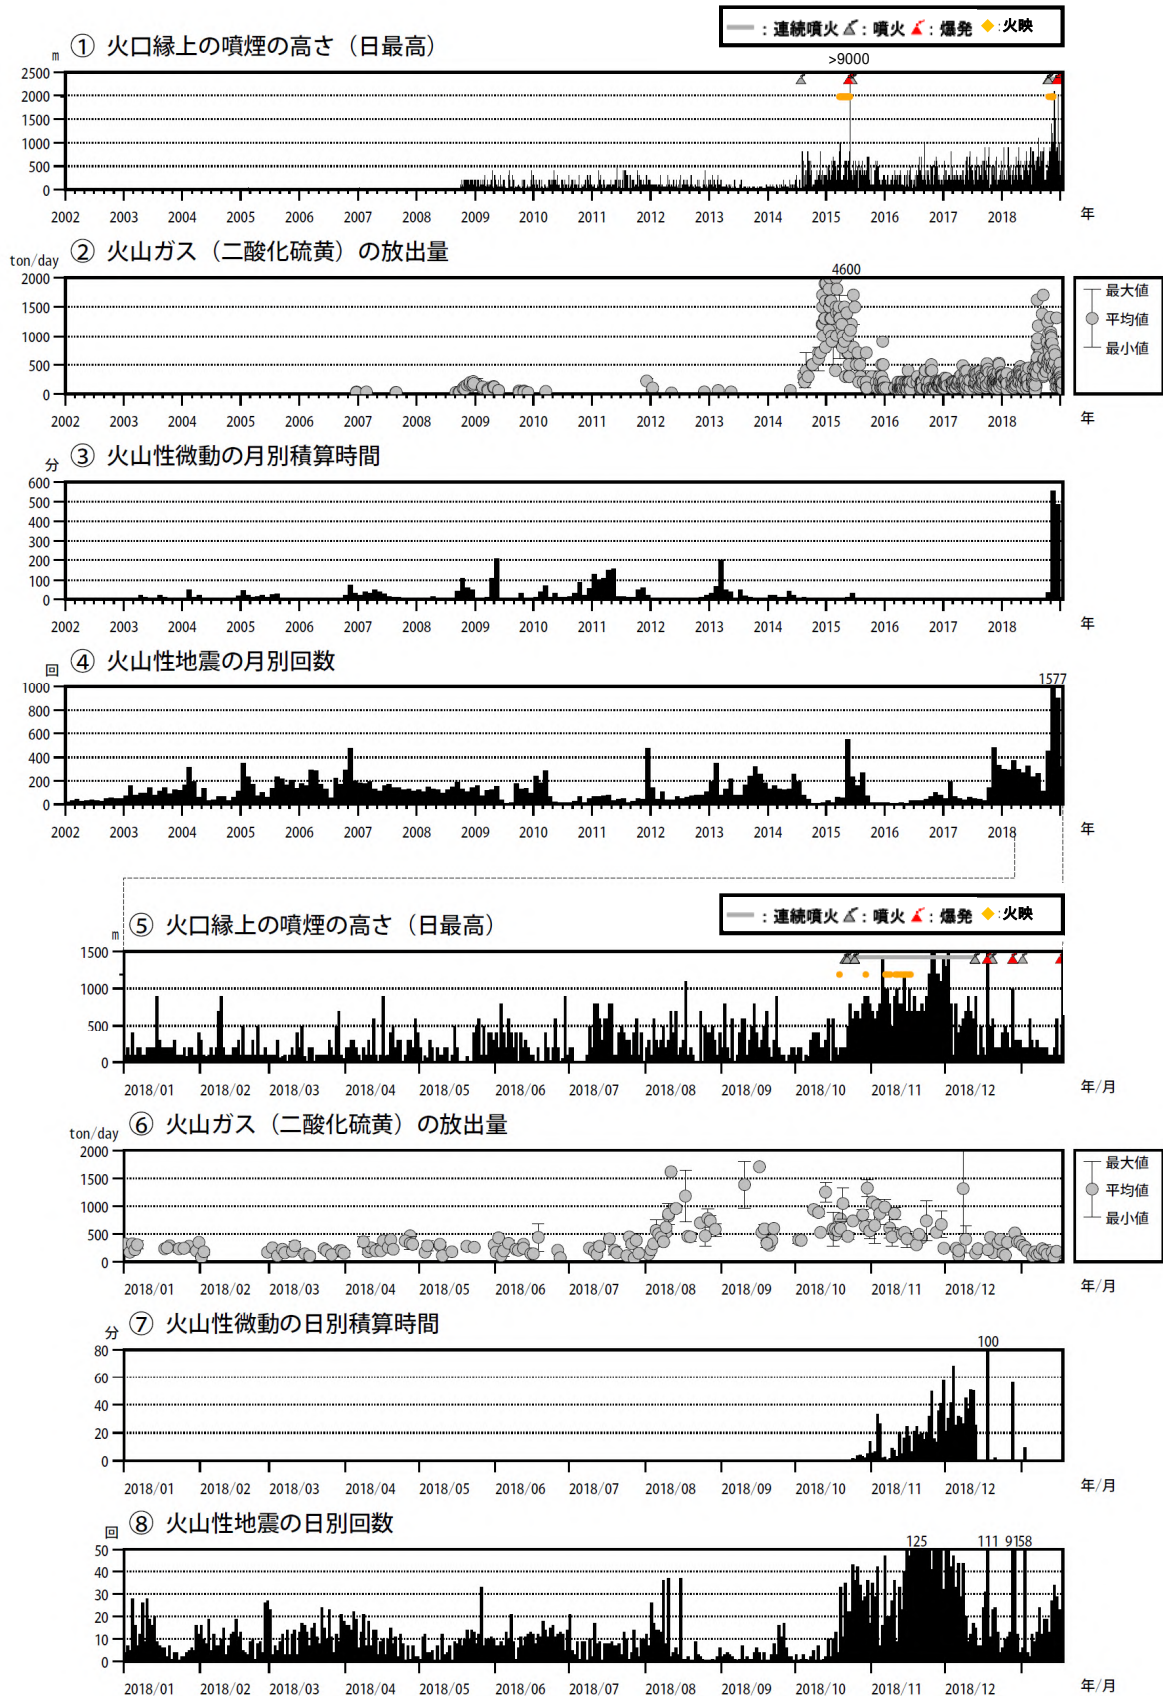 ━━ : 連続噴火 : 噴火 : 爆発 ◆ : 火映
① 火口縁上の噴煙の高さ（日最高）
m
>9000
2500
2000
1500
1000
500
0
2002 2003 2004 2005 2006 2007 2008 2009 2010 2011 2012 2013 2014 2015 2016 2017 2018 年
② 火山ガス（二酸化硫黄）の放出量
ton/day
4600
2000
1500
1000
500
0
最大値
平均値
最小値
2002 2003 2004 2005 2006 2007 2008 2009 2010 2011 2012 2013 2014 2015 2016 2017 2018 年
③ 火山性微動の月別積算時間
分
600
500
400
300
200
100
0
2002 2003 2004 2005 2006 2007 2008 2009 2010 2011 2012 2013 2014 2015 2016 2017 2018 年
④ 火山性地震の月別回数
回
1577
1000
800
600
400
200
0
2002 2003 2004 2005 2006 2007 2008 2009 2010 2011 2012 2013 2014 2015 2016 2017 2018 年
━━ : 連続噴火 : 噴火 : 爆発 ◆ : 火映
⑤ 火口縁上の噴煙の高さ（日最高）
m
1500
1000
500
0
2018/01 2018/02 2018/03 2018/04 2018/05 2018/06 2018/07 2018/08 2018/09 2018/10 2018/11 2018/12 年/月
⑥ 火山ガス（二酸化硫黄）の放出量
ton/day
2000
1500
1000
500
0
最大値
平均値
最小値
2018/01 2018/02 2018/03 2018/04 2018/05 2018/06 2018/07 2018/08 2018/09 2018/10 2018/11 2018/12 年/月
⑦ 火山性微動の日別積算時間
分
100
80
60
40
20
0
2018/01 2018/02 2018/03 2018/04 2018/05 2018/06 2018/07 2018/08 2018/09 2018/10 2018/11 2018/12 年/月
⑧ 火山性地震の日別回数
回
125 111 9158
50
40
30
20
10
0
2018/01 2018/02 2018/03 2018/04 2018/05 2018/06 2018/07 2018/08 2018/09 2018/10 2018/11 2018/12 年/月